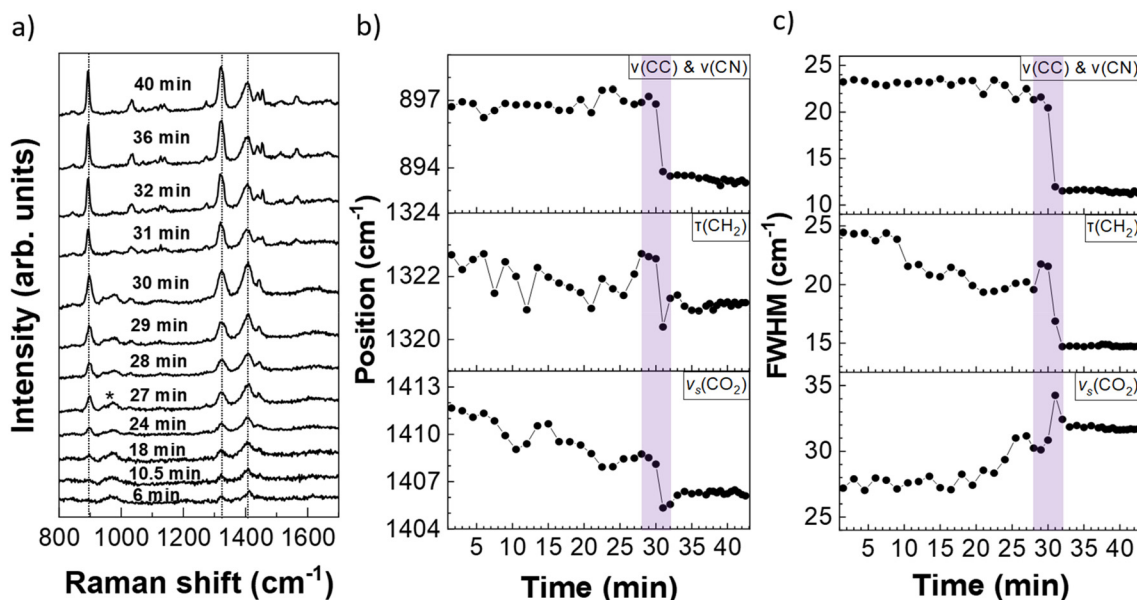 a)
Intensity (arb. units)
40 min
36 min
32 min
31 min
30 min
29 min
28 min
27 min
*
24 min
18 min
10.5 min
6 min
800 1000 1200 1400 1600
Raman shift (cm⁻¹)
b)
Position (cm⁻¹)
ν(CC) & ν(CN)
897
894
1324
τ(CH₂)
1322
1320
1413
νₛ(CO₂)
1410
1407
1404
5 10 15 20 25 30 35 40
Time (min)
c)
FWHM (cm⁻¹)
ν(CC) & ν(CN)
25
23
20
18
15
13
10
τ(CH₂)
25
20
15
35
νₛ(CO₂)
30
25
5 10 15 20 25 30 35 40
Time (min)